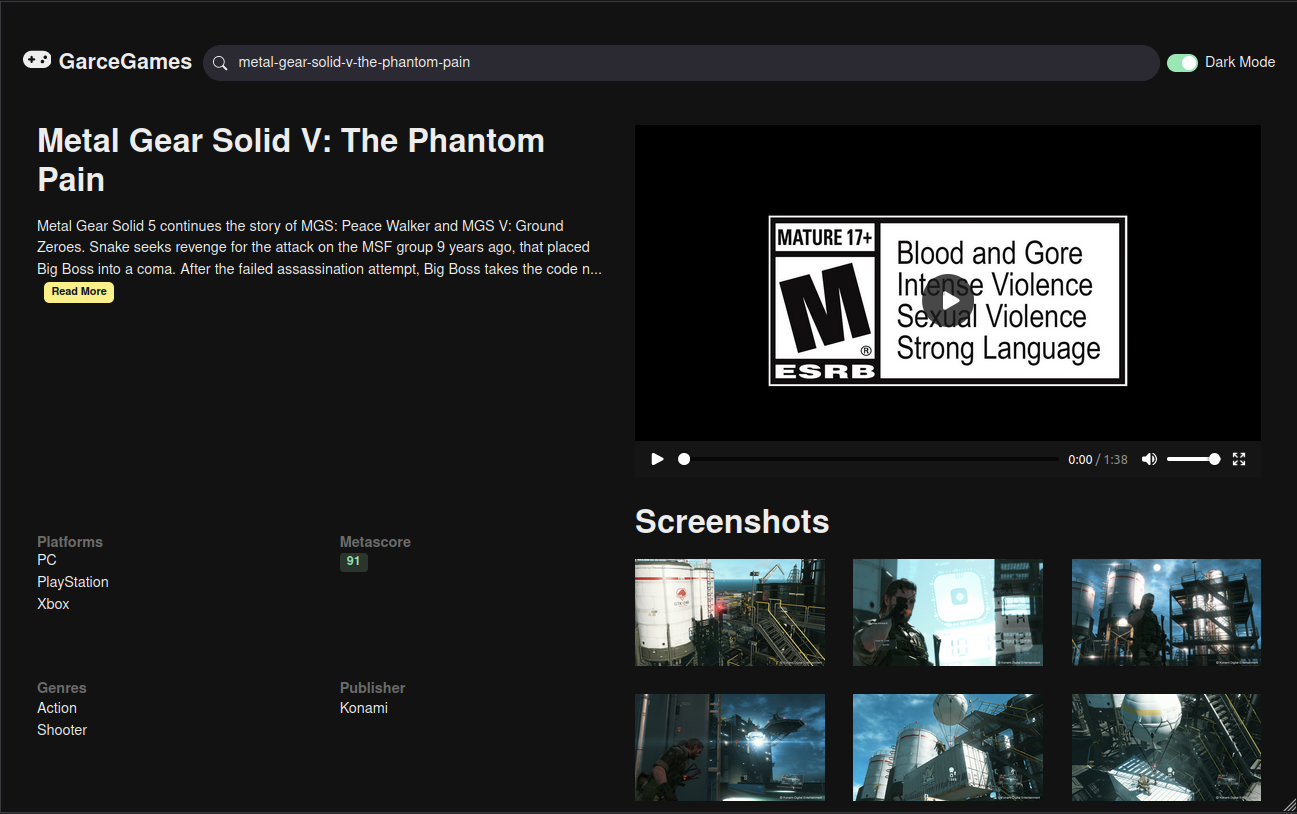 GarceGames
metal-gear-solid-v-the-phantom-pain
Dark Mode
Metal Gear Solid V: The Phantom
Pain
Metal Gear Solid 5 continues the story of MGS: Peace Walker and MGS V: Ground
Zeroes. Snake seeks revenge for the attack on the MSF group 9 years ago, that placed
Big Boss into a coma. After the failed assassination attempt, Big Boss takes the code n...
Read More
MATURE 17+
M
®
ESRB
Blood and Gore
Intense Violence
Sexual Violence
Strong Language
0:00 / 1:38
Platforms
PC
PlayStation
Xbox
Metascore
91
Genres
Action
Shooter
Publisher
Konami
Screenshots